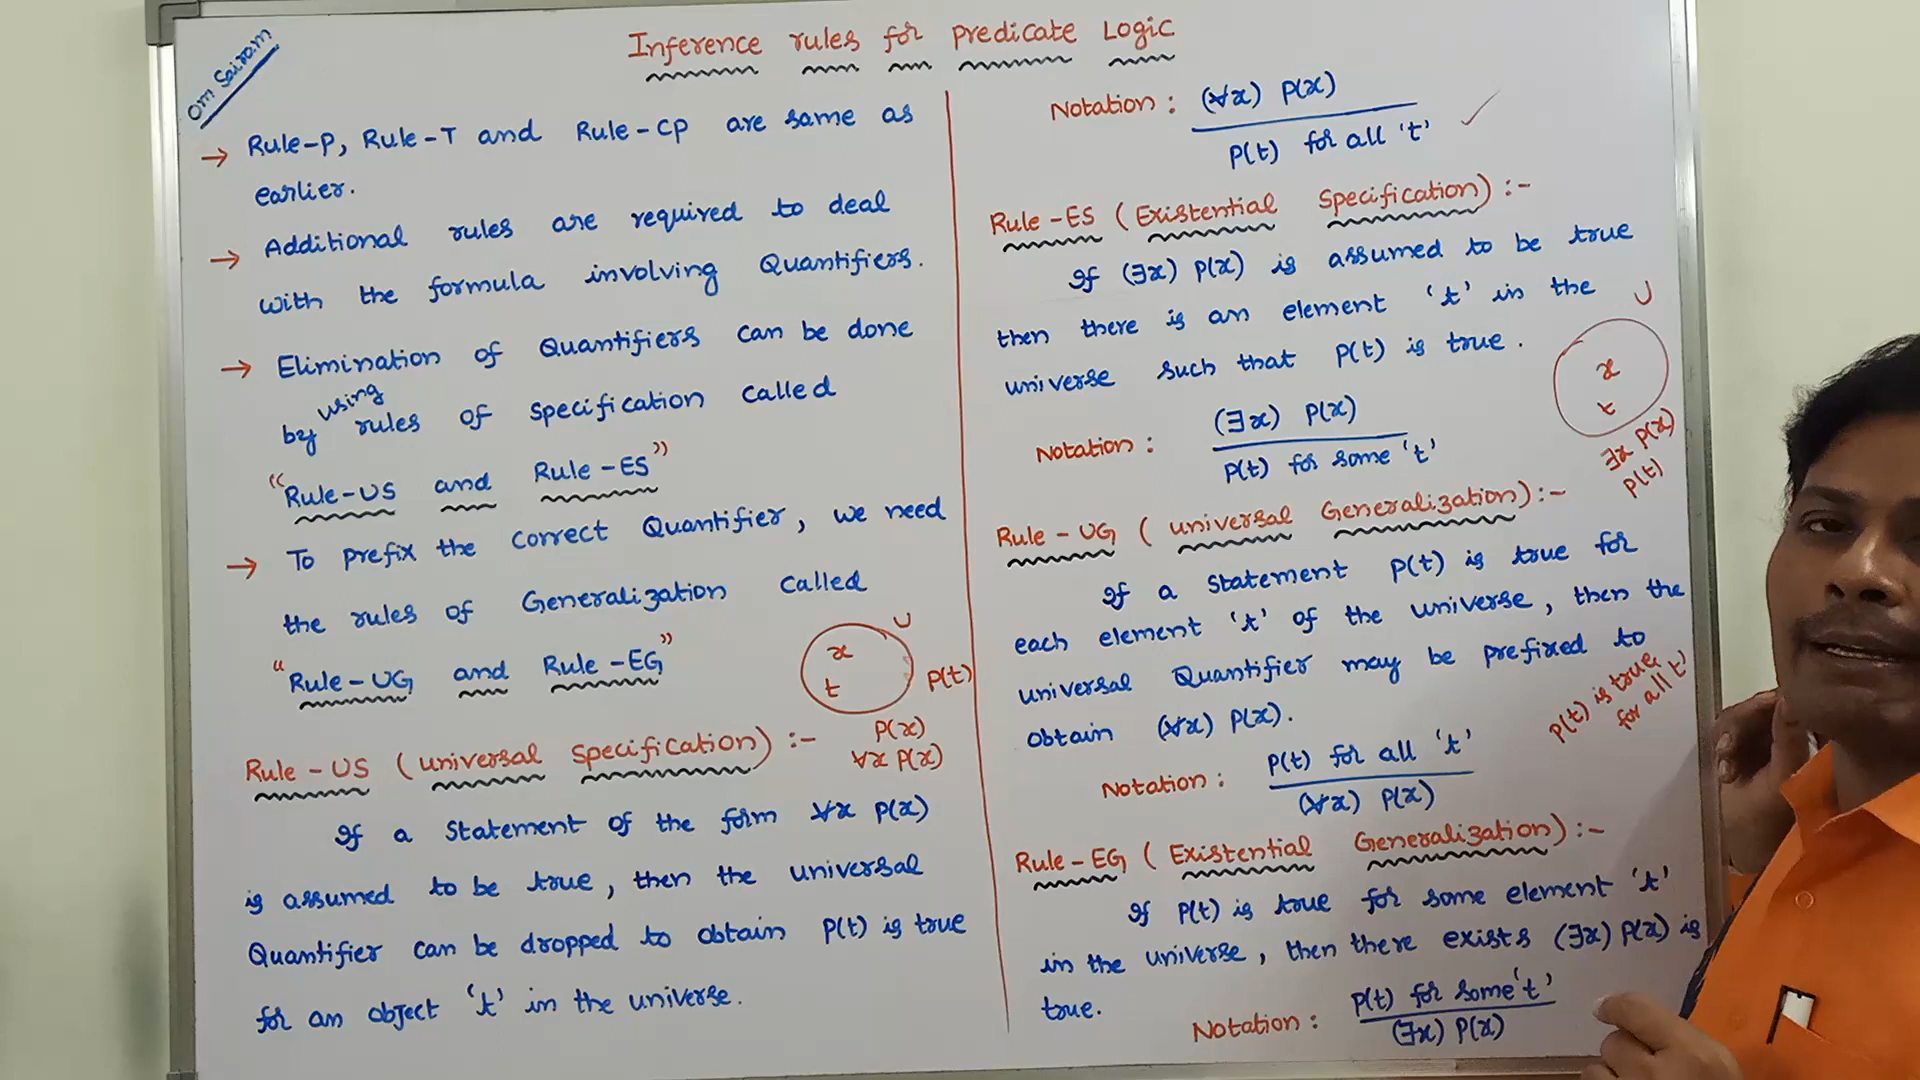 Om Sairam
Inference rules for predicate Logic
→ Rule-P, Rule-T and Rule-CP are same as
earlier.
→ Additional rules are required to deal
with the formula involving Quantifiers.
→ Elimination of Quantifiers can be done
by using rules of specification called
"Rule-US and Rule-ES"
→ To prefix the correct Quantifier, we need
the rules of Generalization called
"Rule-UG and Rule-EG"
U
x
t
P(t)
P(x)
∀x P(x)
Rule-US (universal specification) :-
If a statement of the form ∀x P(x)
is assumed to be true, then the universal
Quantifier can be dropped to obtain P(t) is true
for an object 't' in the universe.
Notation : (∀x) P(x)
P(t) for all 't' ✓
Rule-ES (Existential Specification) :-
If (∃x) P(x) is assumed to be true
then there is an element 't' in the
universe such that P(t) is true.
U
x
t
∃x P(x)
P(t)
Notation : (∃x) P(x)
P(t) for some 't'
Rule-UG (universal Generalization) :-
If a statement P(t) is true for
each element 't' of the universe, then the
universal Quantifier may be prefixed to
obtain (∀x) P(x).
P(t) is true
for all 't'
Notation : P(t) for all 't'
(∀x) P(x)
Rule-EG (Existential Generalization) :-
If P(t) is true for some element 't'
in the universe, then there exists (∃x) P(x) is
true.
Notation : P(t) for some 't'
(∃x) P(x)